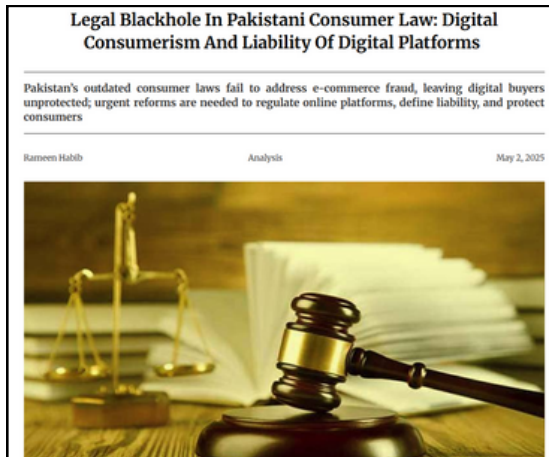 Legal Blackhole In Pakistani Consumer Law: Digital
Consumerism And Liability Of Digital Platforms
Pakistan's outdated consumer laws fail to address e-commerce fraud, leaving digital buyers
unprotected; urgent reforms are needed to regulate online platforms, define liability, and protect
consumers
Rameen Habib Analysis May 2, 2025